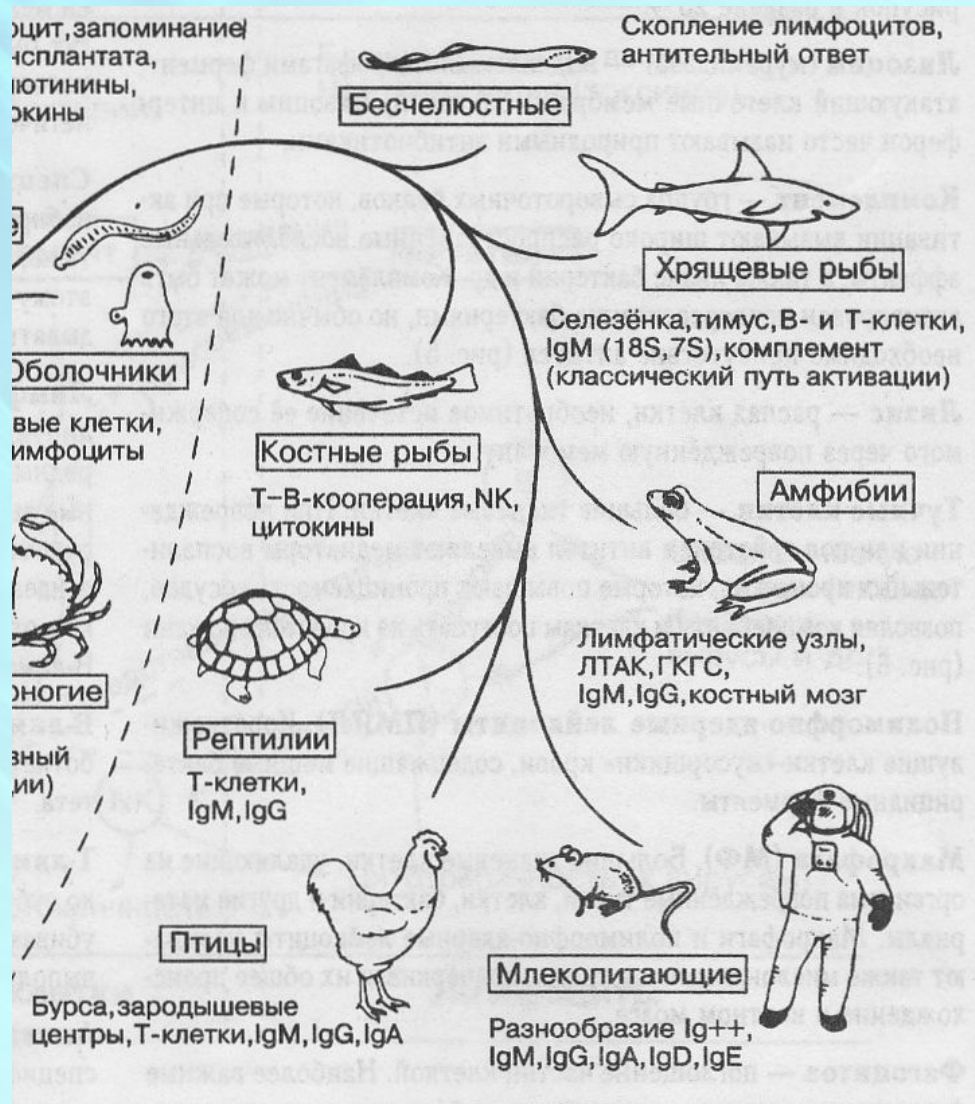 оцит, запоминание
нсплантата,
лютинины,
окины
Скопление лимфоцитов,
антительный ответ
Бесчелюстные
Хрящевые рыбы
Селезёнка, тимус, В- и Т-клетки,
IgM (18S, 7S), комплемент
(классический путь активации)
Оболочники
вые клетки,
имфоциты
Костные рыбы
Т–В-кооперация, NK,
цитокины
Амфибии
Лимфатические узлы,
ЛТАК, ГКГС,
IgM, IgG, костный мозг
оногие
вный
ии)
Рептилии
Т-клетки,
IgM, IgG
Птицы
Бурса, зародышевые
центры, Т-клетки, IgM, IgG, IgA
Млекопитающие
Разнообразие Ig++,
IgM, IgG, IgA, IgD, IgE